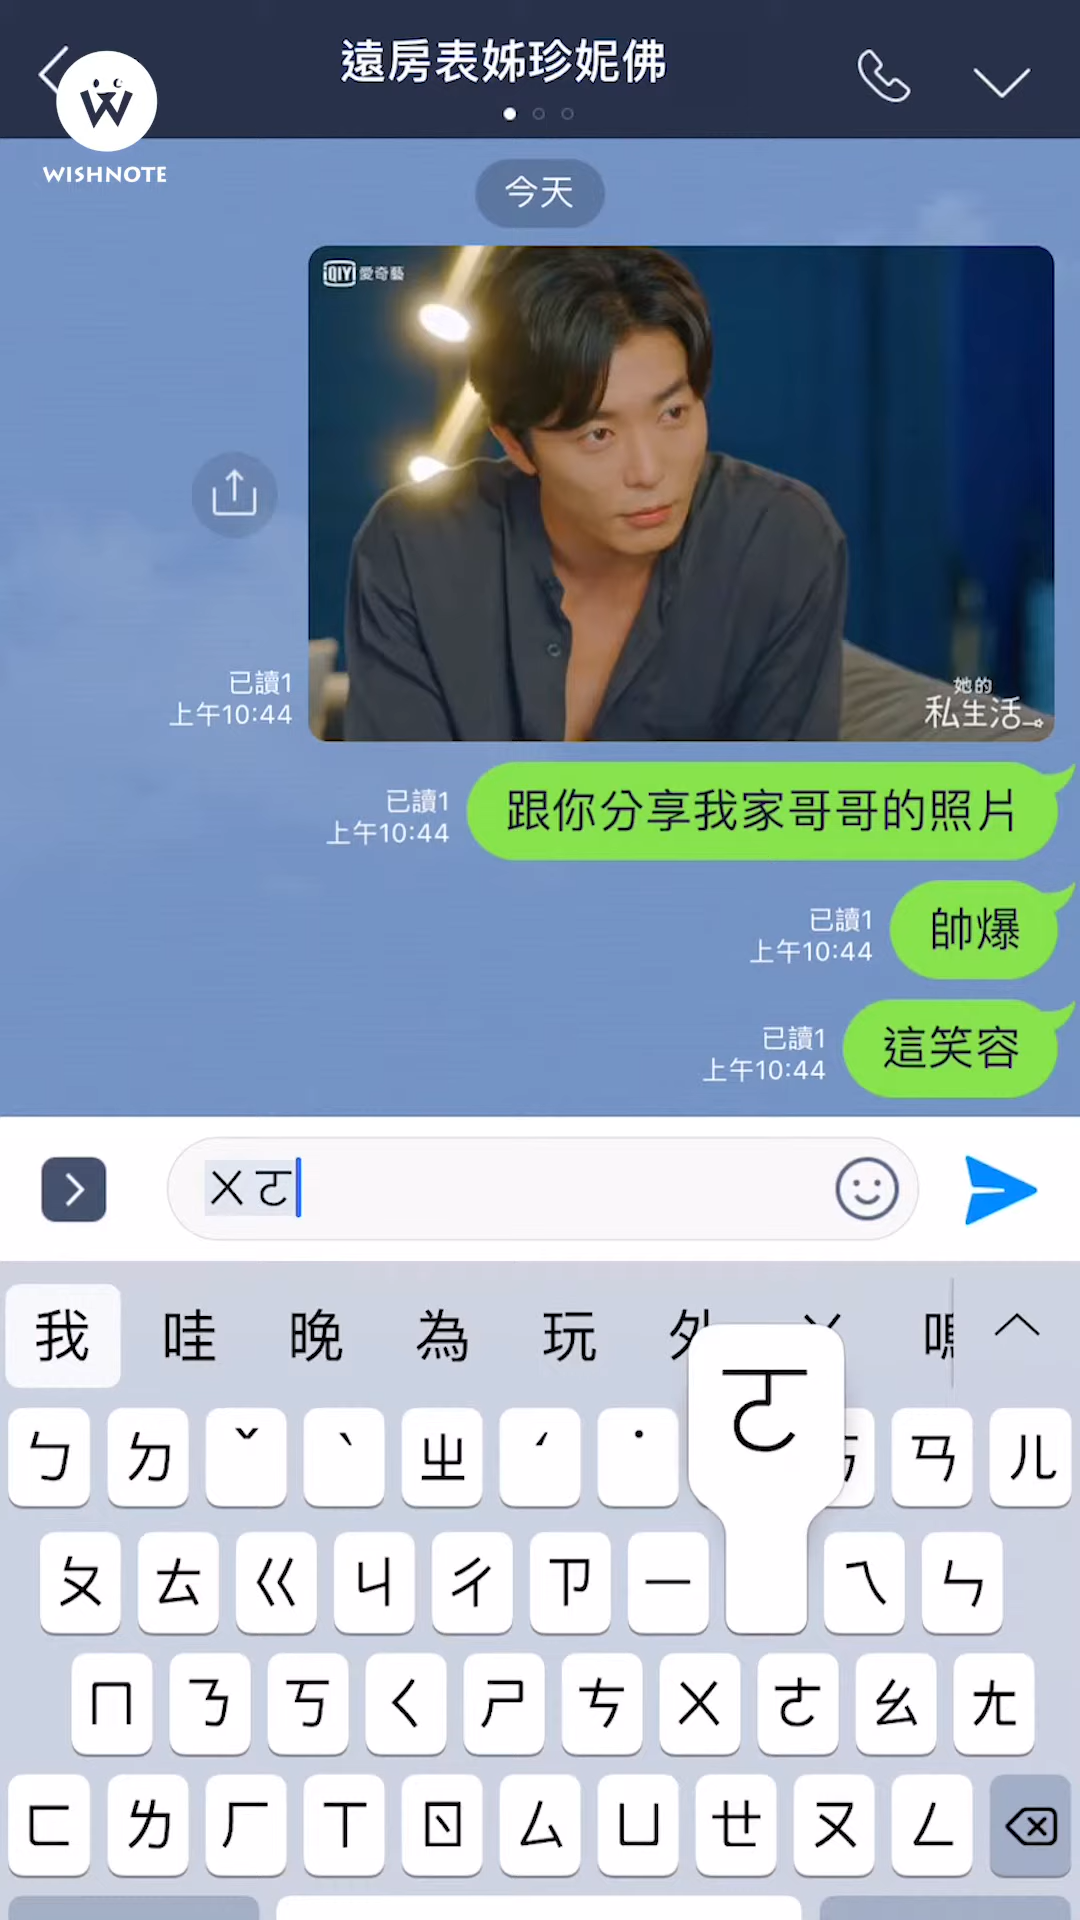 遠房表姊珍妮佛
WISHNOTE
今天
iQIYI 愛奇藝
她的
私生活
已讀1
上午10:44
已讀1
上午10:44
跟你分享我家哥哥的照片
已讀1
上午10:44
帥爆
已讀1
上午10:44
這笑容
ㄨㄛ
我 哇 晚 為 玩 外 ㄨ
ㄛ
ㄅ ㄉ ˇ ˋ ㄓ ˊ ˙ ㄢ ㄦ
ㄆ ㄊ ㄍ ㄐ ㄔ ㄗ ㄧ ㄟ ㄣ
ㄇ ㄋ ㄎ ㄑ ㄕ ㄘ ㄨ ㄜ ㄠ ㄤ
ㄈ ㄌ ㄏ ㄒ ㄖ ㄙ ㄩ ㄝ ㄡ ㄥ